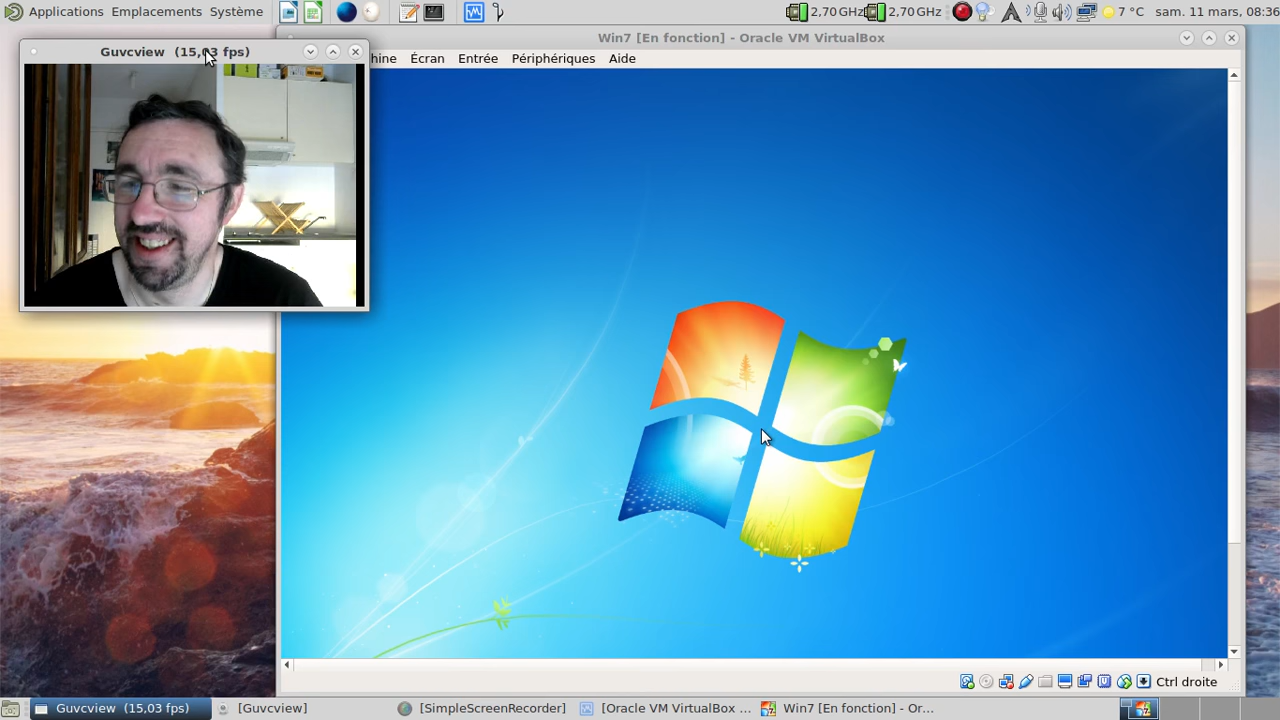 Applications Emplacements Système 2,70 GHz 2,70 GHz 7 °C sam. 11 mars, 08:36
Guvcview (15,03 fps)
Win7 [En fonction] - Oracle VM VirtualBox
hine Écran Entrée Périphériques Aide
Ctrl droite
Guvcview (15,03 fps) [Guvcview] [SimpleScreenRecorder] [Oracle VM VirtualBox ... Win7 [En fonction] - Or...